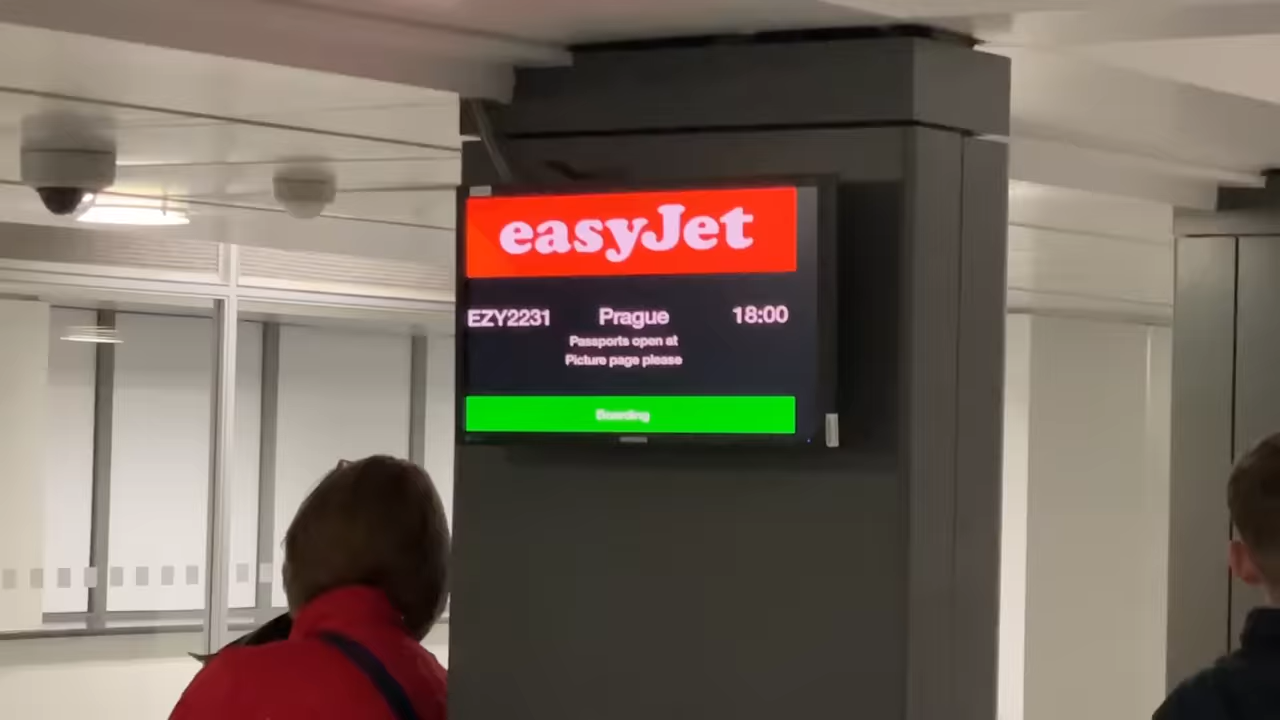 easyJet
EZY2231 Prague 18:00
Passports open at
Picture page please
Boarding